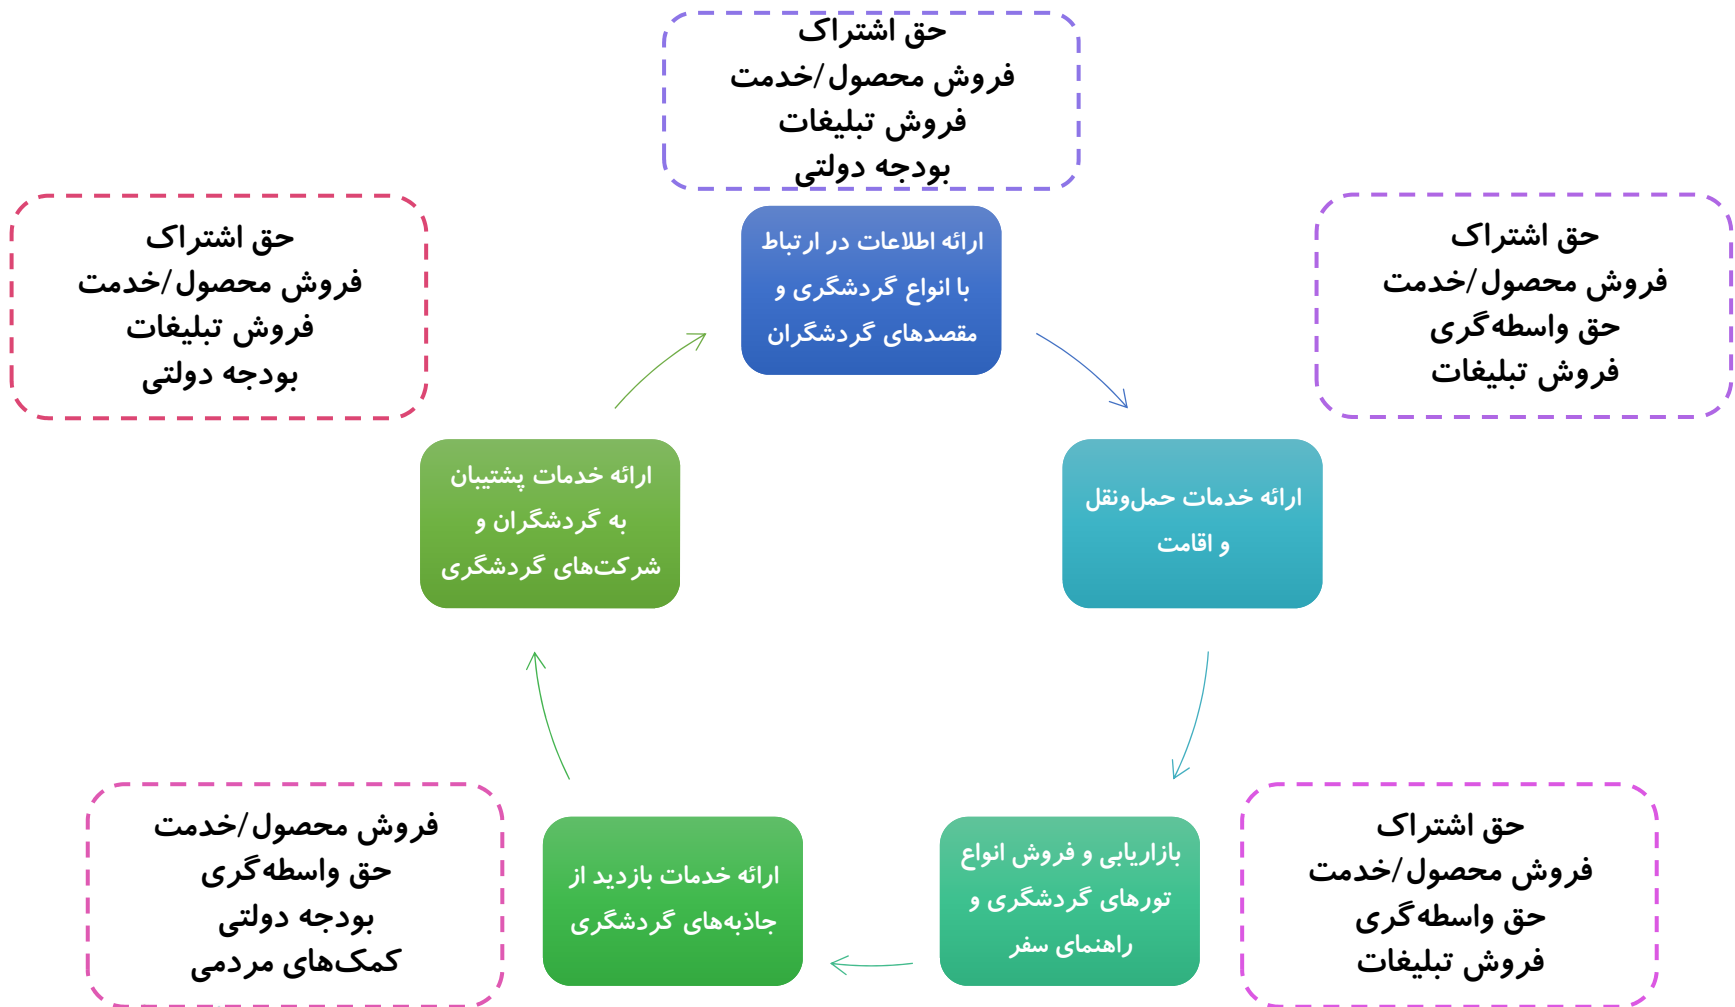 حق اشتراک
فروش محصول/خدمت
فروش تبلیغات
بودجه دولتی
ارائه اطلاعات در ارتباط
با انواع گردشگری و
مقصدهای گردشگران
حق اشتراک
فروش محصول/خدمت
حق واسطه‌گری
فروش تبلیغات
ارائه خدمات حمل‌ونقل
و اقامت
حق اشتراک
فروش محصول/خدمت
حق واسطه‌گری
فروش تبلیغات
بازاریابی و فروش انواع
تورهای گردشگری و
راهنمای سفر
ارائه خدمات بازدید از
جاذبه‌های گردشگری
فروش محصول/خدمت
حق واسطه‌گری
بودجه دولتی
کمک‌های مردمی
ارائه خدمات پشتیبان
به گردشگران و
شرکت‌های گردشگری
حق اشتراک
فروش محصول/خدمت
فروش تبلیغات
بودجه دولتی